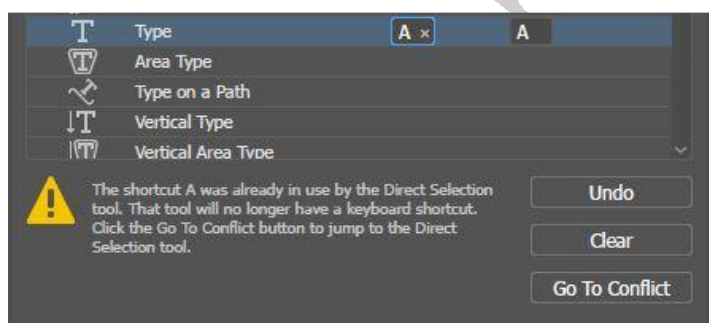 Type A × A
Area Type
Type on a Path
Vertical Type
Vertical Area Type
The shortcut A was already in use by the Direct Selection
tool. That tool will no longer have a keyboard shortcut.
Click the Go To Conflict button to jump to the Direct
Selection tool.
Undo
Clear
Go To Conflict